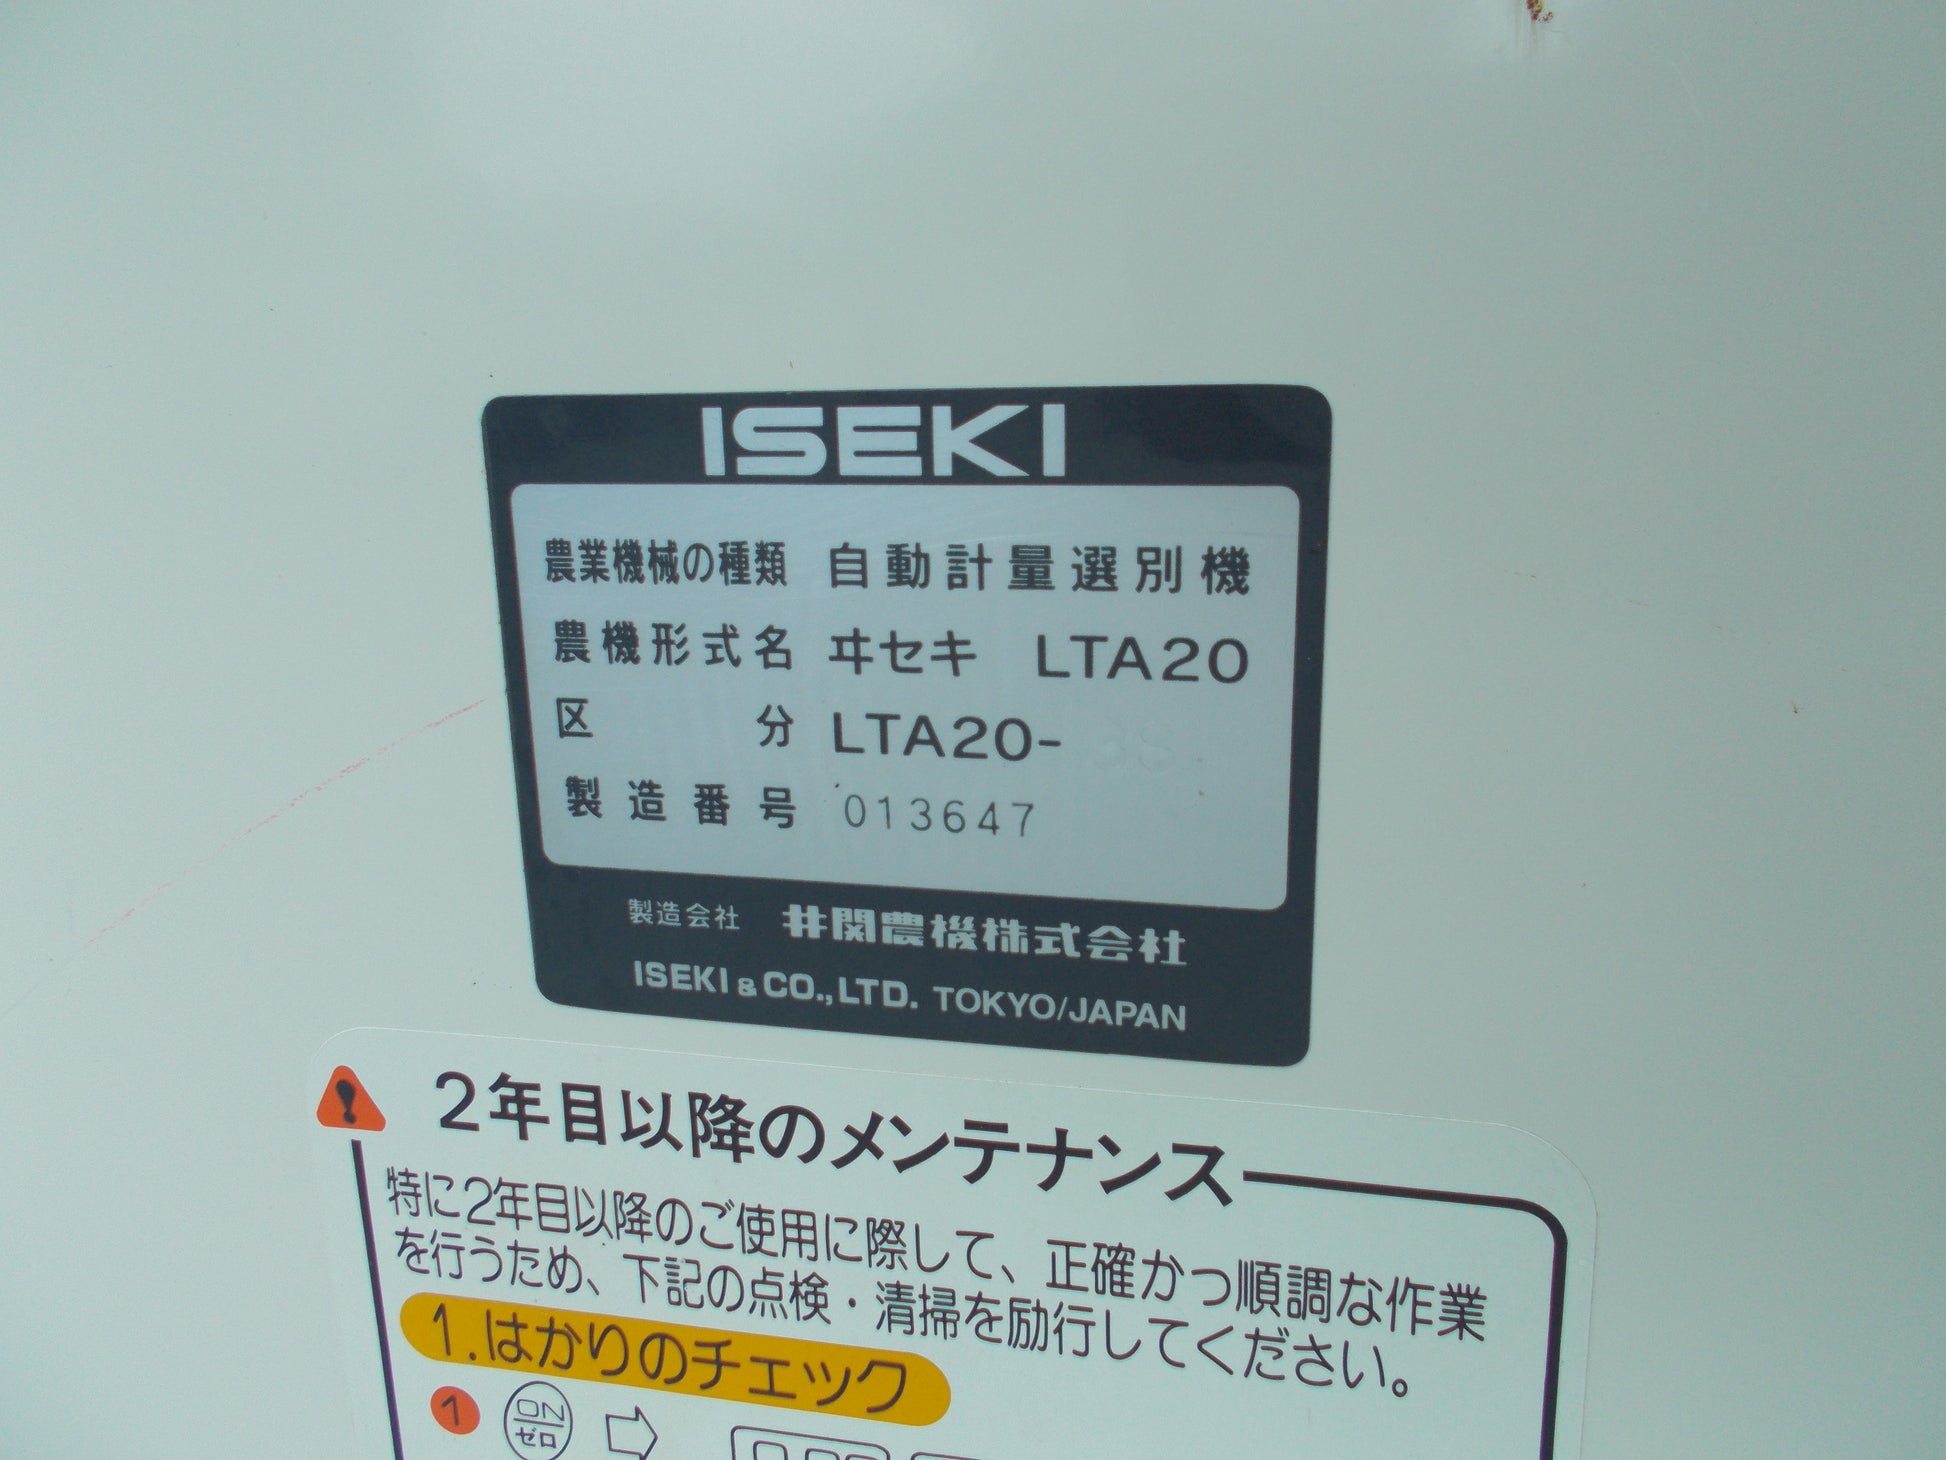 ISEKI
農業機械の種類 自動計量選別機
農機形式名 ヰセキ LTA20
区分 LTA20-
製造番号 013647
製造会社 井関農機株式会社
ISEKI & CO., LTD. TOKYO/JAPAN
2年目以降のメンテナンス
特に2年目以降のご使用に際して、正確かつ順調な作業
を行うため、下記の点検・清掃を励行してください。
1.はかりのチェック
1 ON
ゼロ